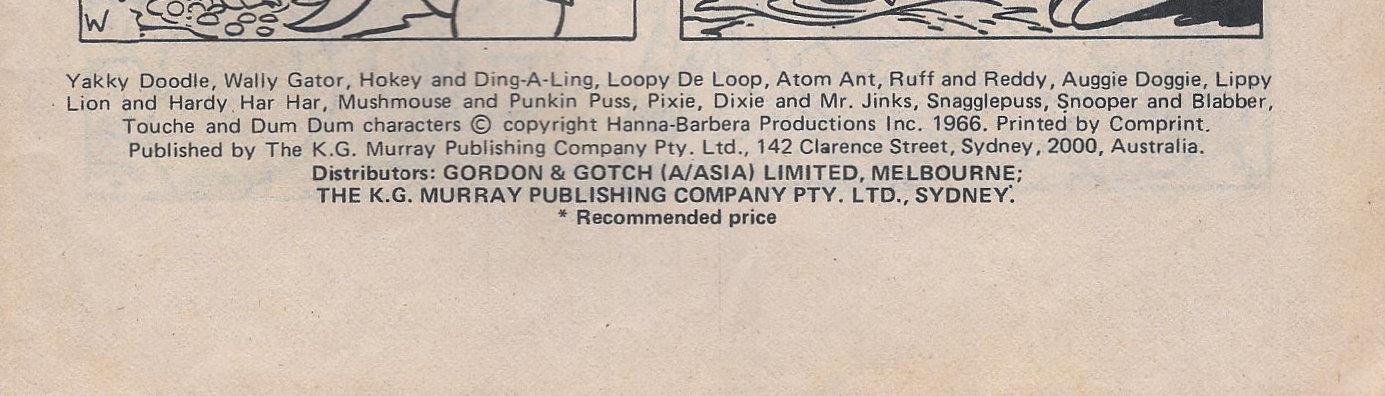 W
Yakky Doodle, Wally Gator, Hokey and Ding-A-Ling, Loopy De Loop, Atom Ant, Ruff and Reddy, Auggie Doggie, Lippy
Lion and Hardy Har Har, Mushmouse and Punkin Puss, Pixie, Dixie and Mr. Jinks, Snagglepuss, Snooper and Blabber,
Touche and Dum Dum characters © copyright Hanna-Barbera Productions Inc. 1966. Printed by Comprint.
Published by The K.G. Murray Publishing Company Pty. Ltd., 142 Clarence Street, Sydney, 2000, Australia.
Distributors: GORDON & GOTCH (A/ASIA) LIMITED, MELBOURNE;
THE K.G. MURRAY PUBLISHING COMPANY PTY. LTD., SYDNEY.
* Recommended price